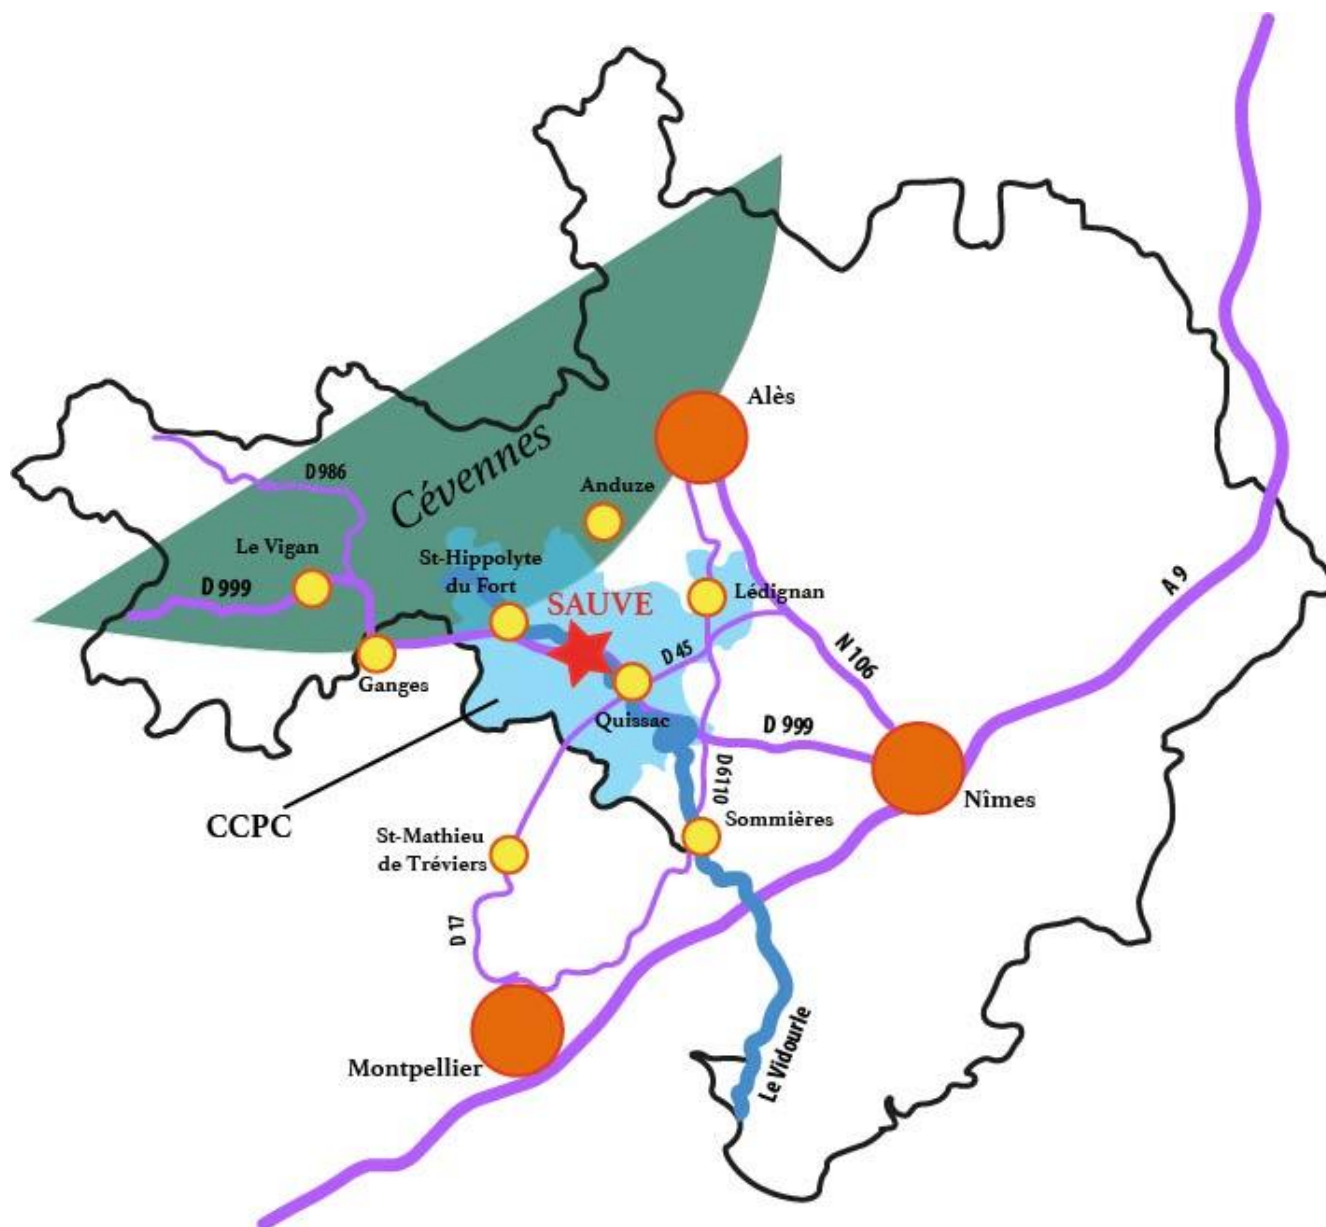 Alès
Cévennes
D 986
Anduze
Le Vigan
St-Hippolyte
du Fort
D 999
SAUVE
Lédignan
A 9
D 45
N 106
Ganges
Quissac
D 999
D6110
CCPC
Nîmes
St-Mathieu
de Tréviers
Sommières
D 17
Montpellier
Le Vidourle